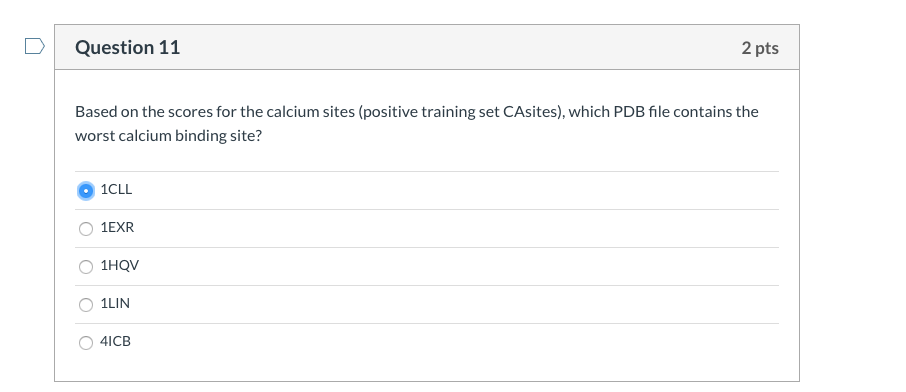 Question 11
2 pts
Based on the scores for the calcium sites (positive training set CAsites), which PDB file contains the
worst calcium binding site?
1CLL
1EXR
1HQV
1LIN
4ICB